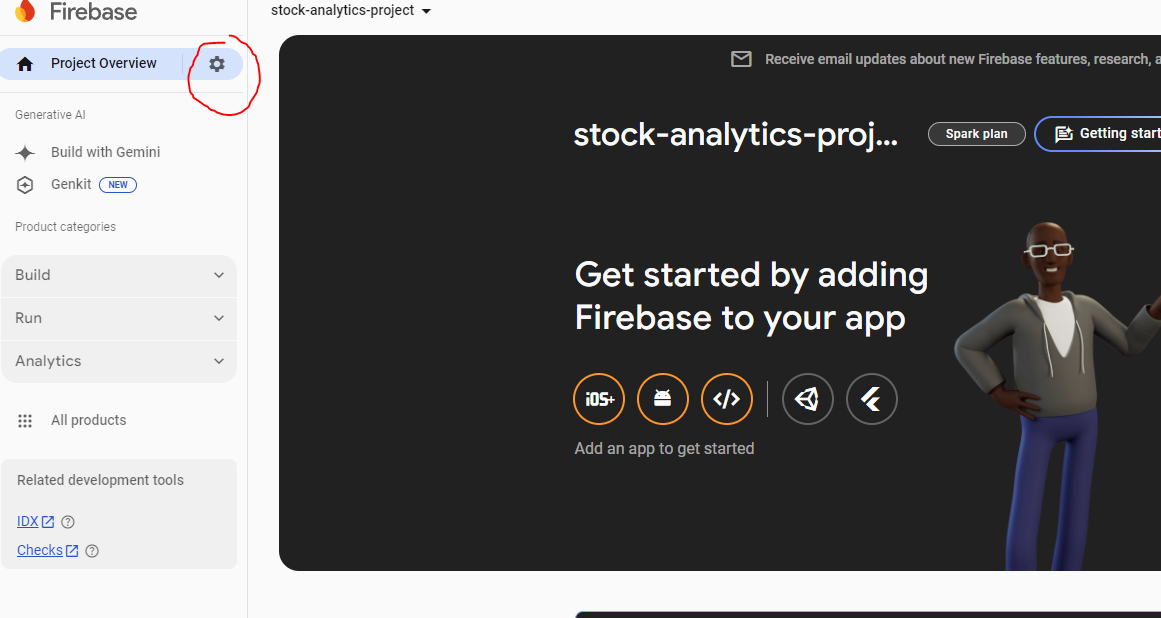 Firebase
stock-analytics-project
Project Overview
Receive email updates about new Firebase features, research,
Generative AI
stock-analytics-proj...
Spark plan
Getting start
Build with Gemini
Genkit NEW
Product categories
Build
Get started by adding
Firebase to your app
Run
Analytics
iOS+
All products
Add an app to get started
Related development tools
IDX
Checks